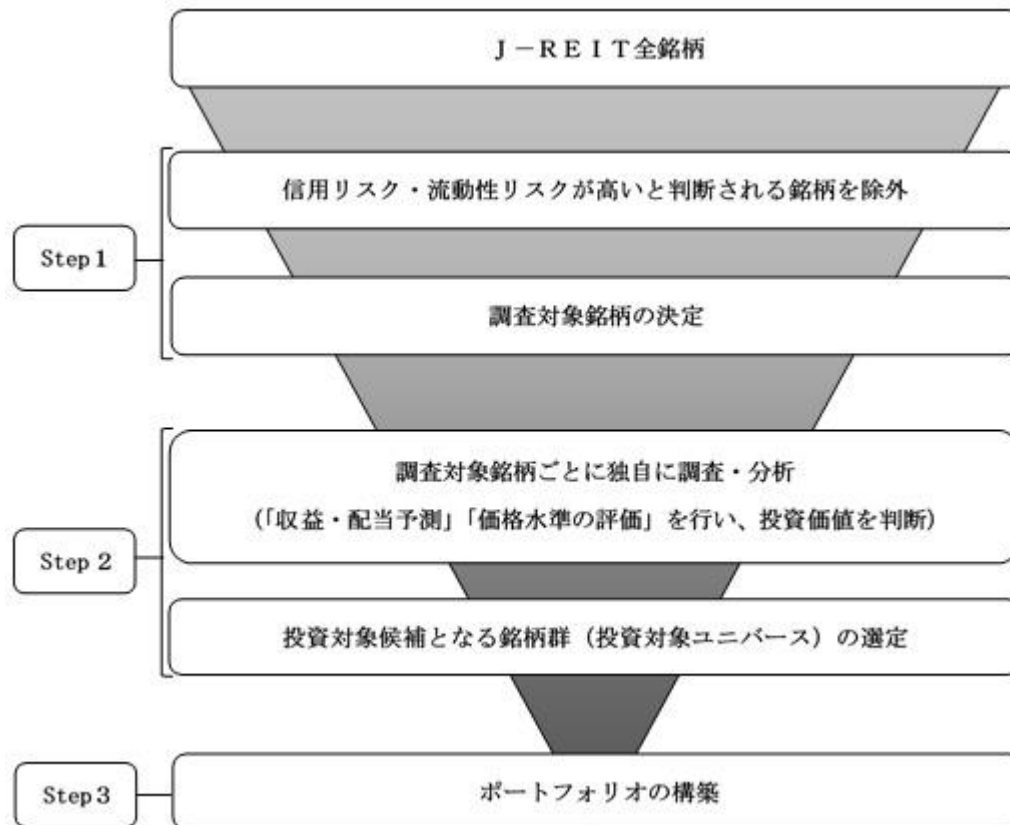 J－REIT全銘柄
信用リスク・流動性リスクが高いと判断される銘柄を除外
Step 1
調査対象銘柄の決定
調査対象銘柄ごとに独自に調査・分析
（「収益・配当予測」「価格水準の評価」を行い、投資価値を判断）
Step 2
投資対象候補となる銘柄群（投資対象ユニバース）の選定
Step 3
ポートフォリオの構築